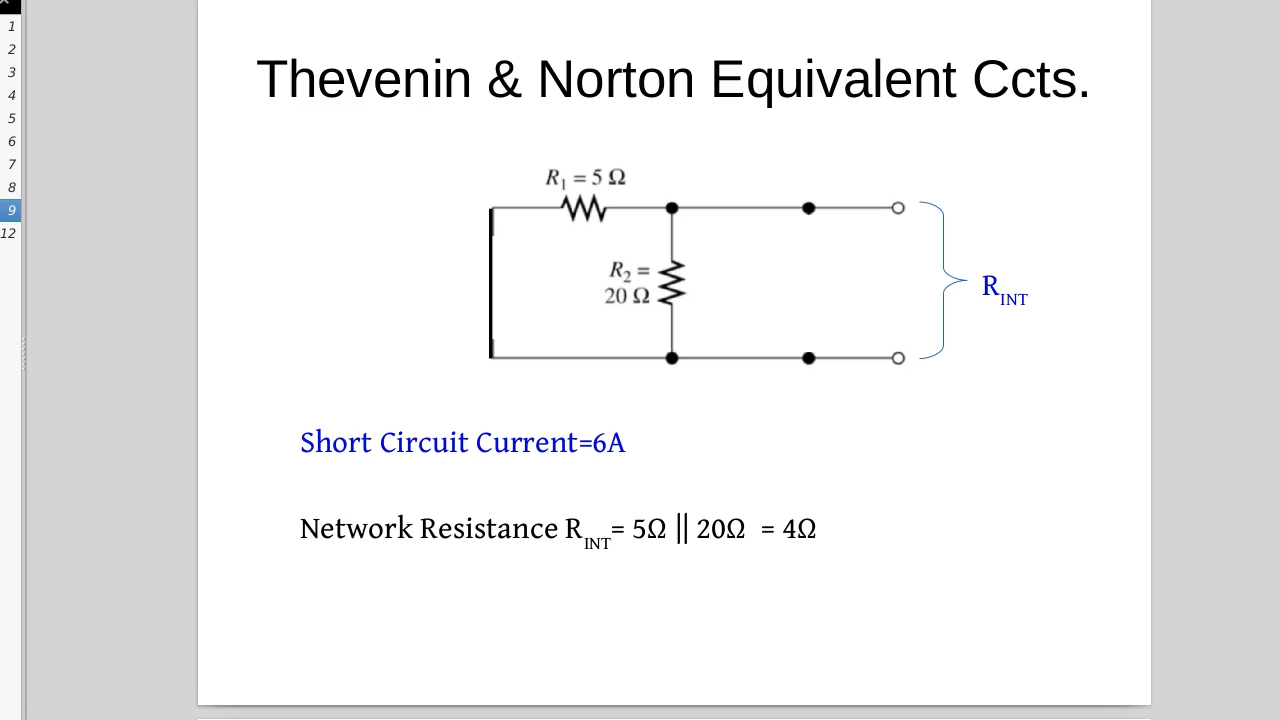 1
2
3
4
5
6
7
8
9
12
Thevenin & Norton Equivalent Ccts.
R1 = 5 Ω
R2 =
20 Ω
RINT
Short Circuit Current=6A
Network Resistance RINT= 5Ω || 20Ω  = 4Ω